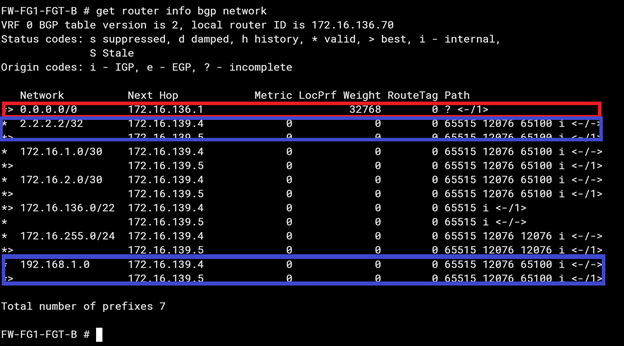 FW-FG1-FGT-B # get router info bgp network
VRF 0 BGP table version is 2, local router ID is 172.16.136.70
Status codes: s suppressed, d damped, h history, * valid, > best, i - internal,
S Stale
Origin codes: i - IGP, e - EGP, ? - incomplete
Network Next Hop Metric LocPrf Weight RouteTag Path
*> 0.0.0.0/0 172.16.136.1 32768 0 ? <-/1>
* 2.2.2.2/32 172.16.139.4 0 0 0 65515 12076 65100 i <-/->
*> 172.16.139.5 0 0 0 65515 12076 65100 i <-/1>
* 172.16.1.0/30 172.16.139.4 0 0 0 65515 12076 65100 i <-/->
*> 172.16.139.5 0 0 0 65515 12076 65100 i <-/1>
* 172.16.2.0/30 172.16.139.4 0 0 0 65515 12076 65100 i <-/->
*> 172.16.139.5 0 0 0 65515 12076 65100 i <-/1>
*> 172.16.136.0/22 172.16.139.4 0 0 0 65515 i <-/1>
* 172.16.139.5 0 0 0 65515 i <-/->
* 172.16.255.0/24 172.16.139.4 0 0 0 65515 12076 12076 i <-/->
*> 172.16.139.5 0 0 0 65515 12076 12076 i <-/1>
* 192.168.1.0 172.16.139.4 0 0 0 65515 12076 65100 i <-/->
*> 172.16.139.5 0 0 0 65515 12076 65100 i <-/1>
Total number of prefixes 7
FW-FG1-FGT-B #